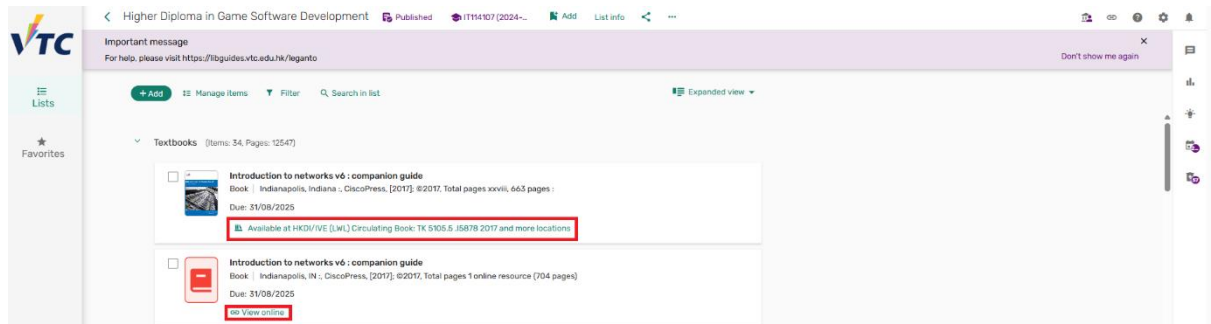 VTC
Higher Diploma in Game Software Development Published IT114107 (2024-... Add List info ...
Important message
For help, please visit https://libguides.vtc.edu.hk/leganto
Don't show me again
Lists
Favorites
+ Add Manage items Filter Search in list Expanded view
Textbooks (Items: 34, Pages: 12547)
Introduction to networks v6 : companion guide
Book | Indianapolis, Indiana :, CiscoPress, [2017]; ©2017, Total pages xxviii, 663 pages :
Due: 31/08/2025
Available at HKDI/IVE (LWL) Circulating Book: TK 5105.5 .I5878 2017 and more locations
Introduction to networks v6 : companion guide
Book | Indianapolis, IN :, CiscoPress, [2017]; ©2017, Total pages 1 online resource (704 pages)
Due: 31/08/2025
View online